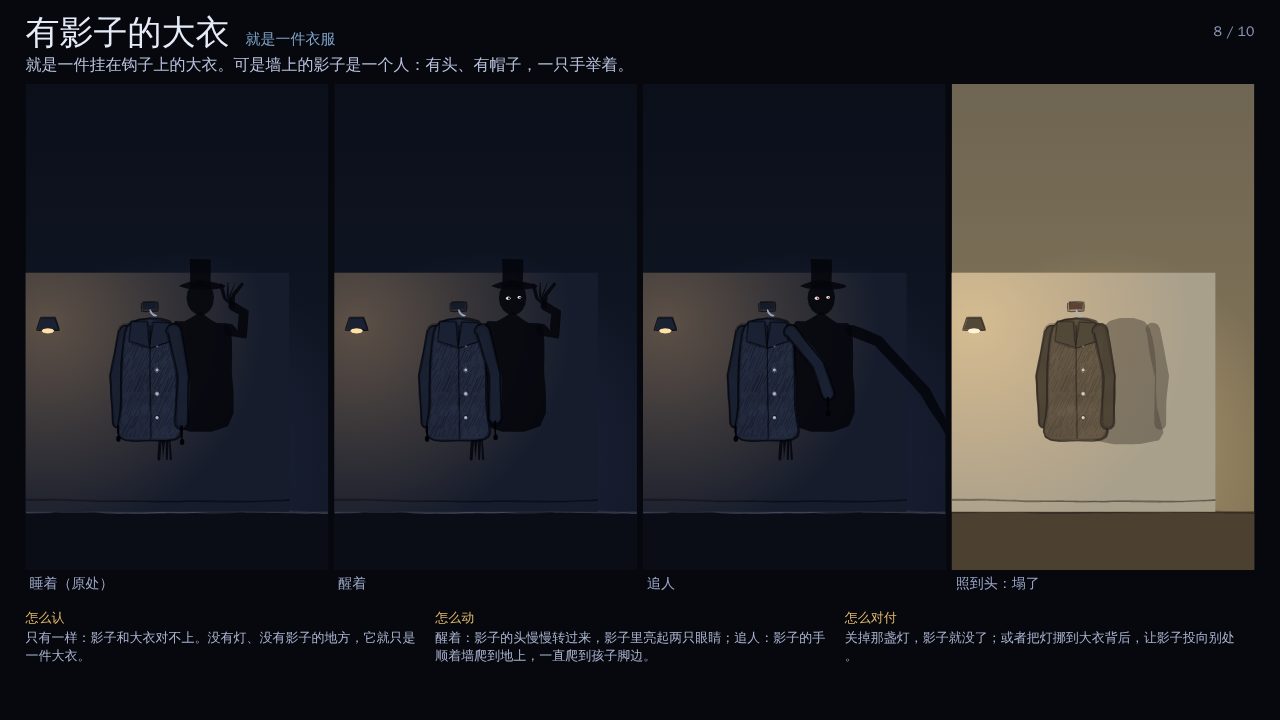 有影子的大衣 就是一件衣服
8 / 10
就是一件挂在钩子上的大衣。可是墙上的影子是一个人：有头、有帽子，一只手举着。
睡着（原处）
醒着
追人
照到头：塌了
怎么认
只有一样：影子和大衣对不上。没有灯、没有影子的地方，它就只是
一件大衣。
怎么动
醒着：影子的头慢慢转过来，影子里亮起两只眼睛；追人：影子的手
顺着墙爬到地上，一直爬到孩子脚边。
怎么对付
关掉那盏灯，影子就没了；或者把灯挪到大衣背后，让影子投向别处
。